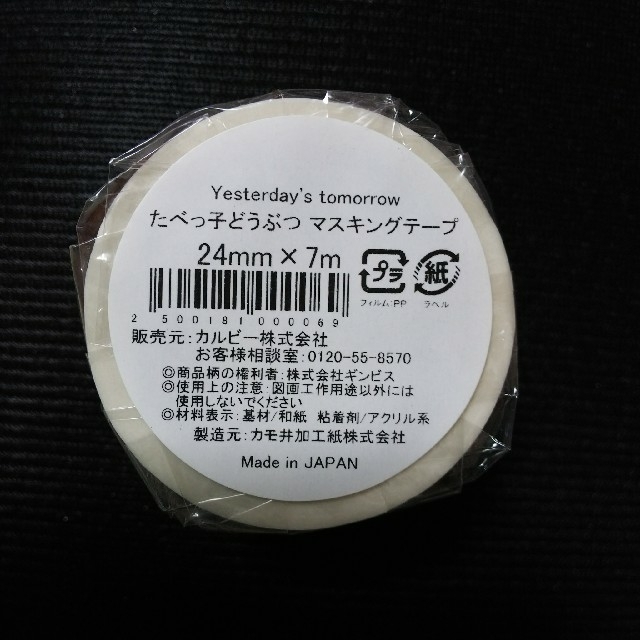 Yesterday's tomorrow
たべっ子どうぶつ マスキングテープ
24mm×7m
プラ
紙
フィルム:PP
ラベル
2500181000069
販売元:カルビー株式会社
お客様相談室:0120-55-8570
◎商品柄の権利者:株式会社ギンビス
◎使用上の注意:図画工作用途以外には
使用しないでください
◎材料表示:基材/和紙 粘着剤/アクリル系
製造元:カモ井加工紙株式会社
Made in JAPAN